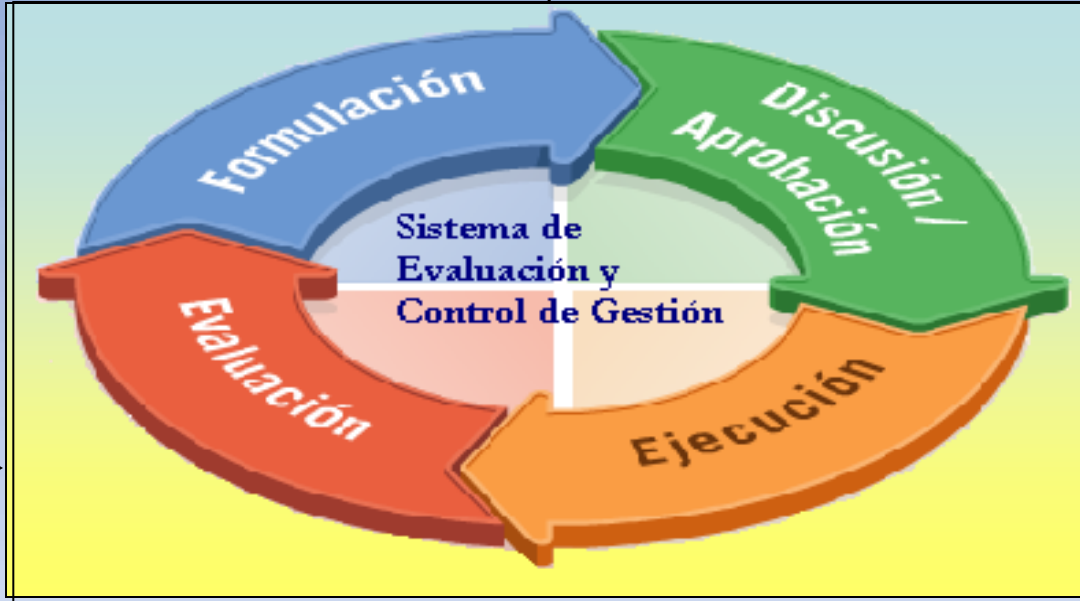 Formulación
Discusión /
Aprobación
Sistema de
Evaluación y
Control de Gestión
Evaluación
Ejecución